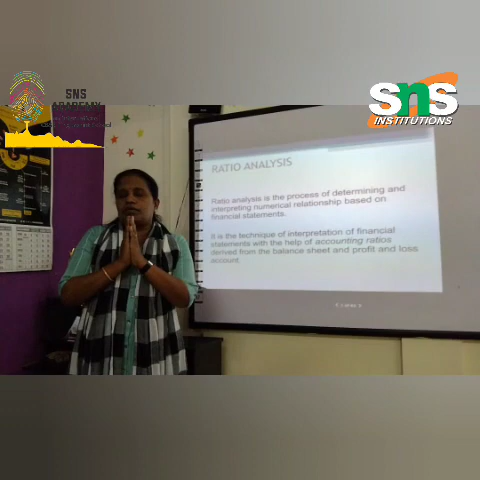 SNS
ACADEMY
SNS
INSTITUTIONS
RATIO ANALYSIS
Ratio analysis is the process of determining and
interpreting numerical relationship based on
financial statements.
It is the technique of interpretation of financial
statements with the help of accounting ratios
derived from the balance sheet and profit and loss
account.